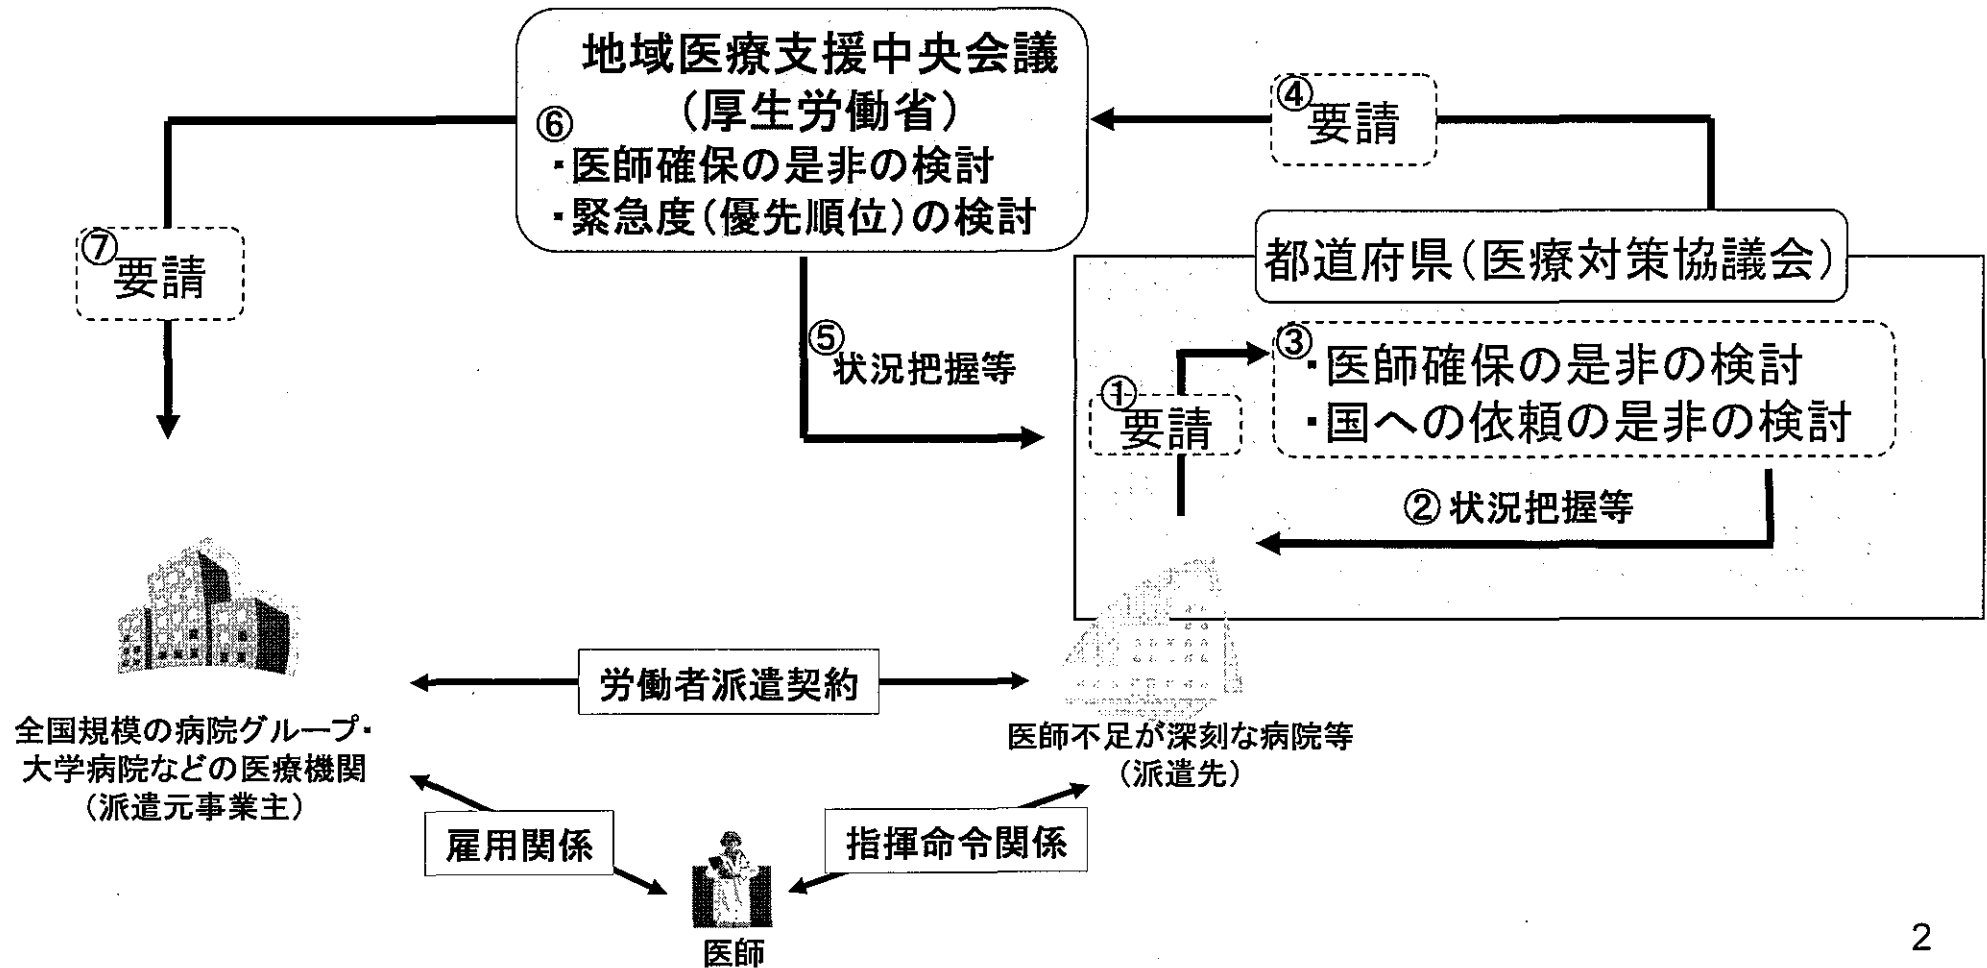 地域医療支援中央会議
（厚生労働省）
⑥
・医師確保の是非の検討
・緊急度（優先順位）の検討
④
要請
⑦
要請
都道府県（医療対策協議会）
⑤
状況把握等
③
・医師確保の是非の検討
・国への依頼の是非の検討
①
要請
②状況把握等
労働者派遣契約
全国規模の病院グループ・
大学病院などの医療機関
（派遣元事業主）
医師不足が深刻な病院等
（派遣先）
雇用関係
指揮命令関係
医師
2